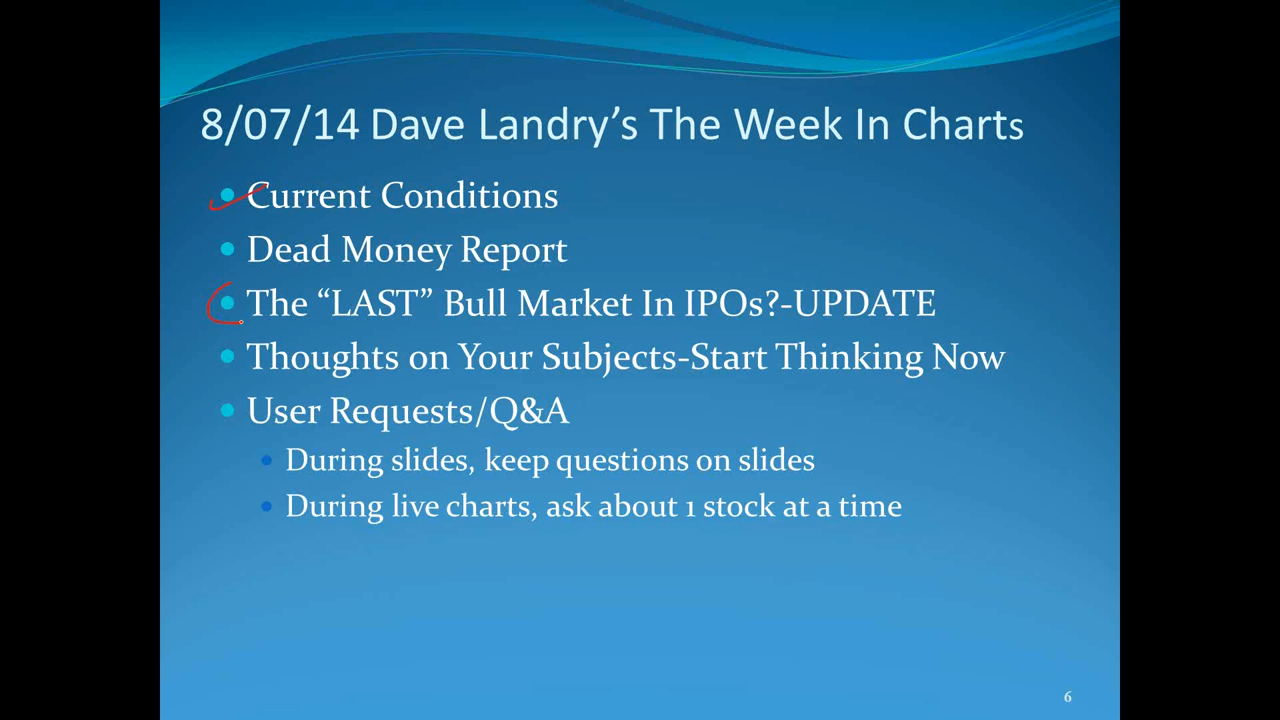 8/07/14 Dave Landry’s The Week In Charts
Current Conditions
Dead Money Report
The “LAST” Bull Market In IPOs?-UPDATE
Thoughts on Your Subjects-Start Thinking Now
User Requests/Q&A
During slides, keep questions on slides
During live charts, ask about 1 stock at a time
6